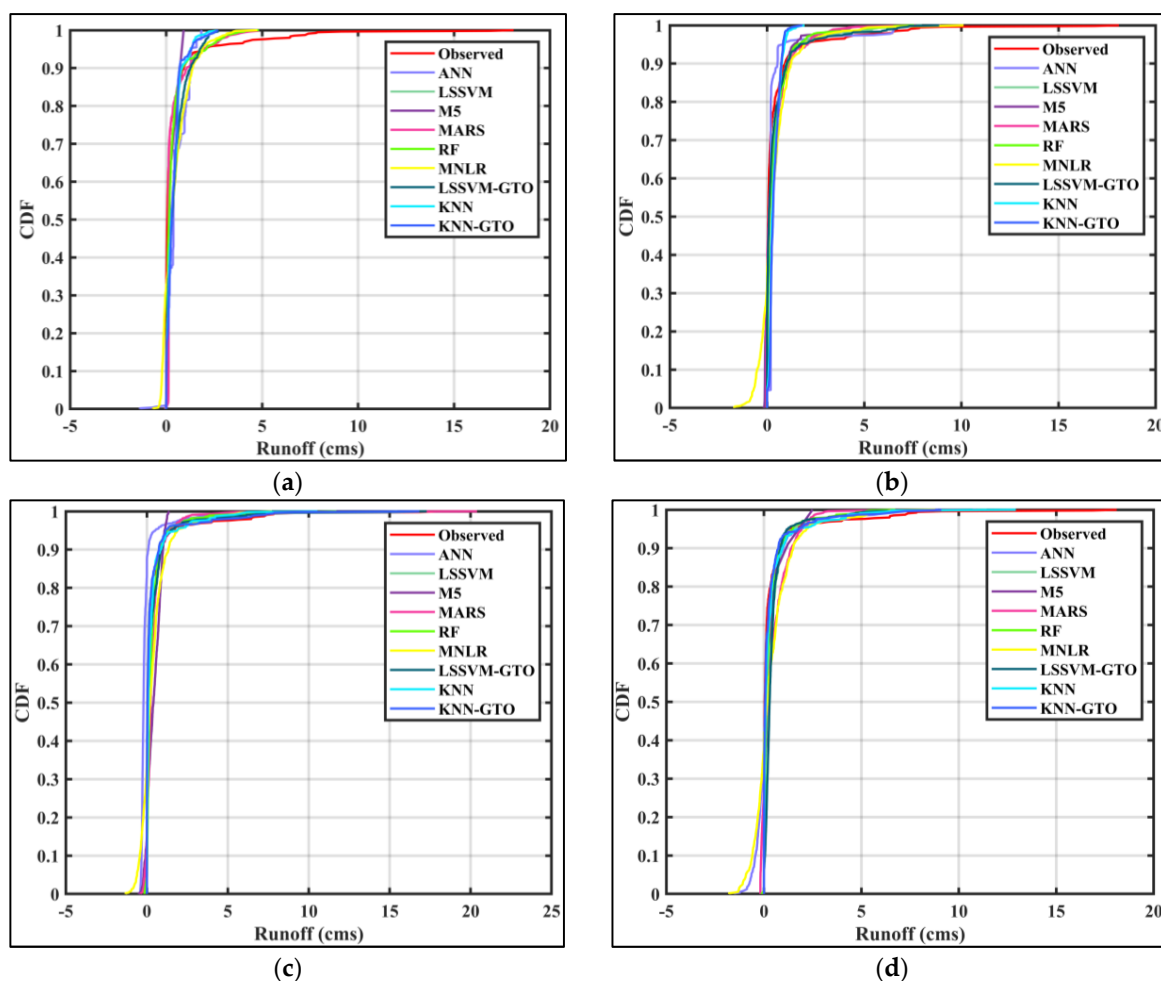 1
0.9
0.8
0.7
0.6
0.5
0.4
0.3
0.2
0.1
0
CDF
-5 0 5 10 15 20
Runoff (cms)
Observed
ANN
LSSVM
M5
MARS
RF
MNLR
LSSVM-GTO
KNN
KNN-GTO
(a)
1
0.9
0.8
0.7
0.6
0.5
0.4
0.3
0.2
0.1
0
CDF
-5 0 5 10 15 20
Runoff (cms)
Observed
ANN
LSSVM
M5
MARS
RF
MNLR
LSSVM-GTO
KNN
KNN-GTO
(b)
1
0.9
0.8
0.7
0.6
0.5
0.4
0.3
0.2
0.1
0
CDF
-5 0 5 10 15 20 25
Runoff (cms)
Observed
ANN
LSSVM
M5
MARS
RF
MNLR
LSSVM-GTO
KNN
KNN-GTO
(c)
1
0.9
0.8
0.7
0.6
0.5
0.4
0.3
0.2
0.1
0
CDF
-5 0 5 10 15 20
Runoff (cms)
Observed
ANN
LSSVM
M5
MARS
RF
MNLR
LSSVM-GTO
KNN
KNN-GTO
(d)